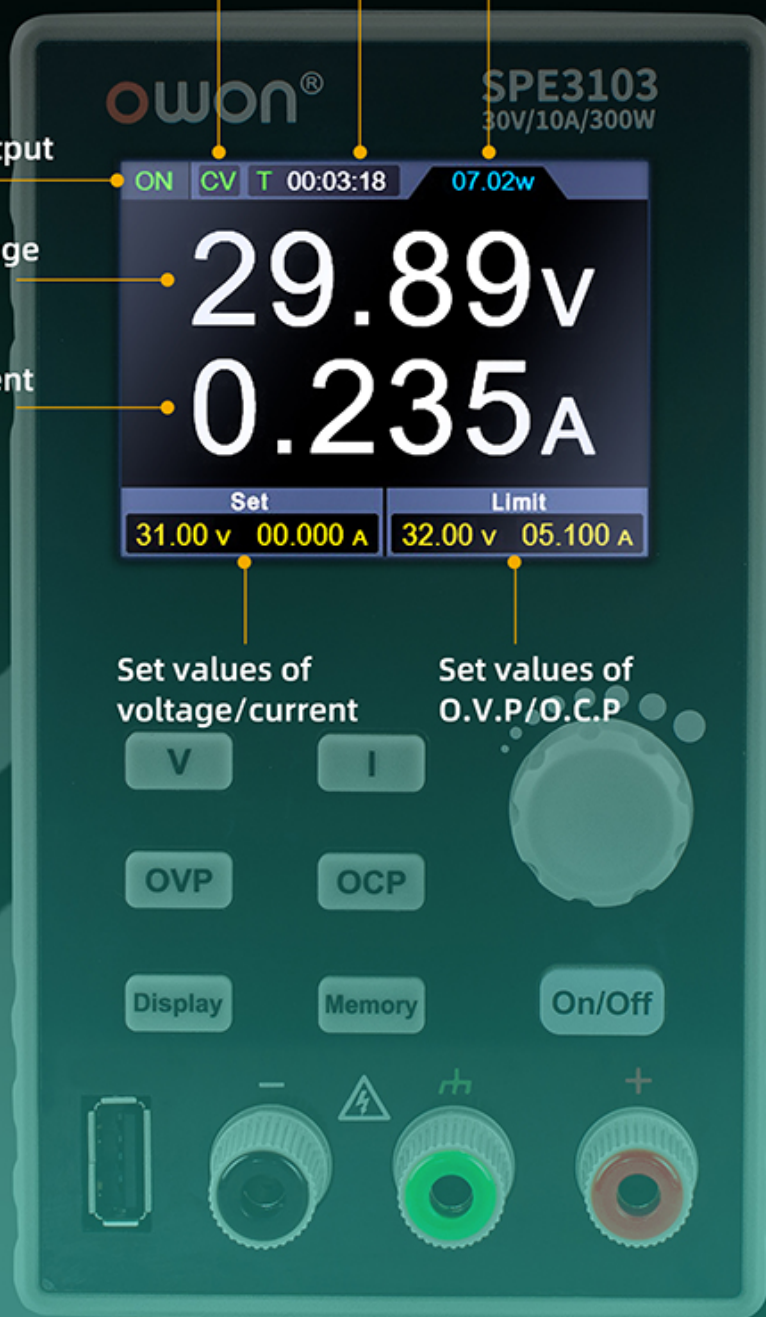 owon®
SPE3103
30V/10A/300W
tput
ON CV T 00:03:18 07.02w
ge
29.89V
ent
0.235A
Set Limit
31.00 V 00.000 A 32.00 V 05.100 A
Set values of
voltage/current
Set values of
O.V.P/O.C.P
V I
OVP OCP
Display Memory On/Off
− +